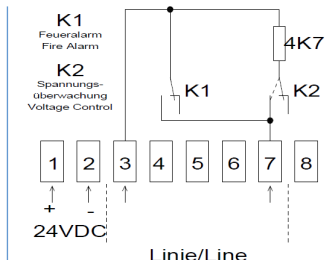 K1
Feueralarm
Fire Alarm
K2
Spannungs-
überwachung
Voltage Control
4K7
K1
K2
1 2 3 4 5 6 7 8
+ -
24VDC
Linie/Line